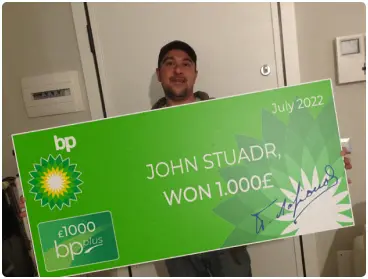 July 2022
bp
JOHN STUADR,
WON 1.000£
£1000
bp plus